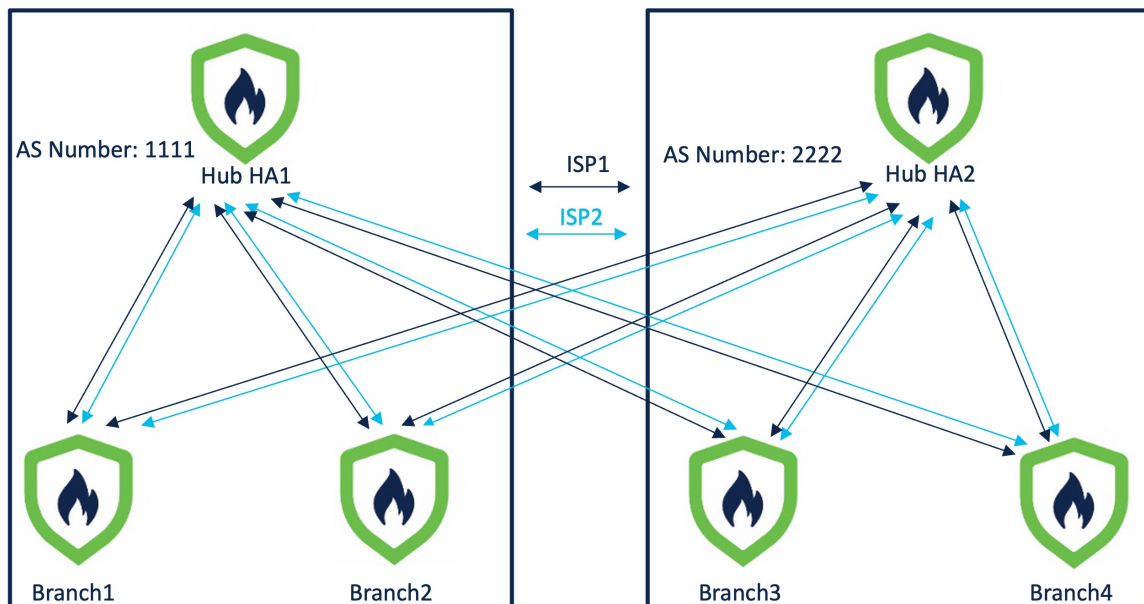 AS Number: 1111
Hub HA1
ISP1
ISP2
AS Number: 2222
Hub HA2
Branch1
Branch2
Branch3
Branch4